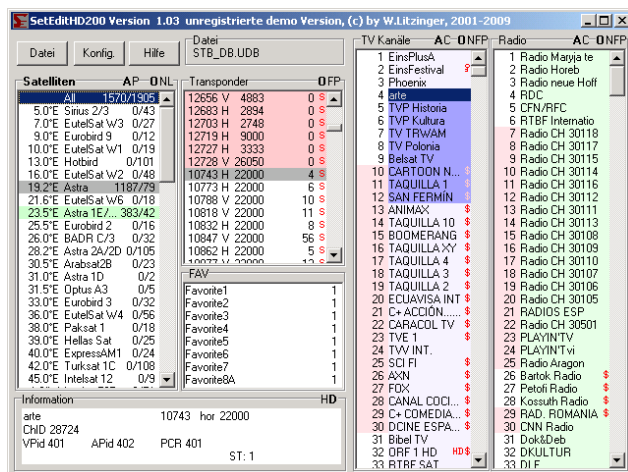 SetEditHD200 Version 1.03 unregistrierte demo Version, (c) by W.Litzinger, 2001-2009
Datei Konfig. Hilfe
Datei
STB_DB.UDB
Satelliten AP ONL
All 1570/1905
5.0°E Sirius 2/3 0/43
7.0°E EutelSat W3 0/27
9.0°E Eurobird 9 0/12
10.0°E EutelSat W1 0/19
13.0°E Hotbird 0/101
16.0°E EutelSat W2 0/48
19.2°E Astra 1187/79
21.6°E EutelSat W6 0/18
23.5°E Astra 1E/... 383/42
25.5°E Eurobird 2 0/16
26.0°E BADR C/3 0/32
28.2°E Astra 2A/2D 0/105
30.5°E Arabsat2B 0/23
31.0°E Astra 1D 0/2
31.5°E Optus A3 0/5
33.0°E Eurobird 3 0/32
36.0°E EutelSat W4 0/56
38.0°E Paksat 1 0/18
39.0°E Hellas Sat 0/25
40.0°E ExpressAM1 0/24
42.0°E Turksat 1C 0/108
45.0°E Intelsat 12 0/9
Transponder OFP
12656 V 4883 0 S
12683 H 2894 0 S
12703 H 2748 0 S
12719 H 9000 0 S
12727 H 3333 0 S
12728 V 26050 0 S
10743 H 22000 4 S
10773 H 22000 6 S
10788 V 22000 10 S
10818 V 22000 11 S
10832 H 22000 8 S
10847 V 22000 56 S
10862 H 22000 5 S
10877 V 22000 12 S
FAV
Favorite1 1
Favorite2 1
Favorite3 1
Favorite4 1
Favorite5 1
Favorite6 1
Favorite7 1
Favorite8A 1
Information HD
arte 10743 hor 22000
ChID 28724
VPid 401 APid 402 PCR 401
ST: 1
TV Kanäle AC ONFP
1 EinsPlusA
2 EinsFestival
3 Phoenix
4 arte
5 TVP Historia
6 TVP Kultura
7 TV TRWAM
8 TV Polonia
9 Belsat TV
10 CARTOON N... $
11 TAQUILLA 1 $
12 SAN FERMÍN $
13 ANIMAX $
14 TAQUILLA 10 $
15 BOOMERANG $
16 TAQUILLA XY $
17 TAQUILLA 4 $
18 TAQUILLA 3 $
19 TAQUILLA 2 $
20 ECUAVISA INT $
21 C+ ACCIÓN..... $
22 CARACOL TV $
23 TVE 1 $
24 TVV INT.
25 SCI FI $
26 AXN $
27 FOX $
28 CANAL COCI... $
29 C+ COMEDIA... $
30 DCINE ESPA... $
31 Bibel TV
32 ORF 1 HD HD$
33 RTBF SAT
Radio AC ONFP
1 Radio Maryja te
2 Radio Horeb
3 Radio neue Hoff
4 RDC
5 CFN/RFC
6 RTBF Internatio
7 Radio CH 30118
8 Radio CH 30117
9 Radio CH 30115
10 Radio CH 30114
11 Radio CH 30116
12 Radio CH 30112
13 Radio CH 30111
14 Radio CH 30113
15 Radio CH 30108
16 Radio CH 30109
17 Radio CH 30110
18 Radio CH 30107
19 Radio CH 30106
20 Radio CH 30105
21 RADIOS ESP
22 Radio CH 30501
23 PLAYIN'TV
24 PLAYIN'Tvi
25 Radio Aragon
26 Bartok Radio $
27 Petofi Radio $
28 Kossuth Radio $
29 RAD. ROMANIA $
30 CNN Radio
31 Dok&Deb
32 DKULTUR
33 DLF